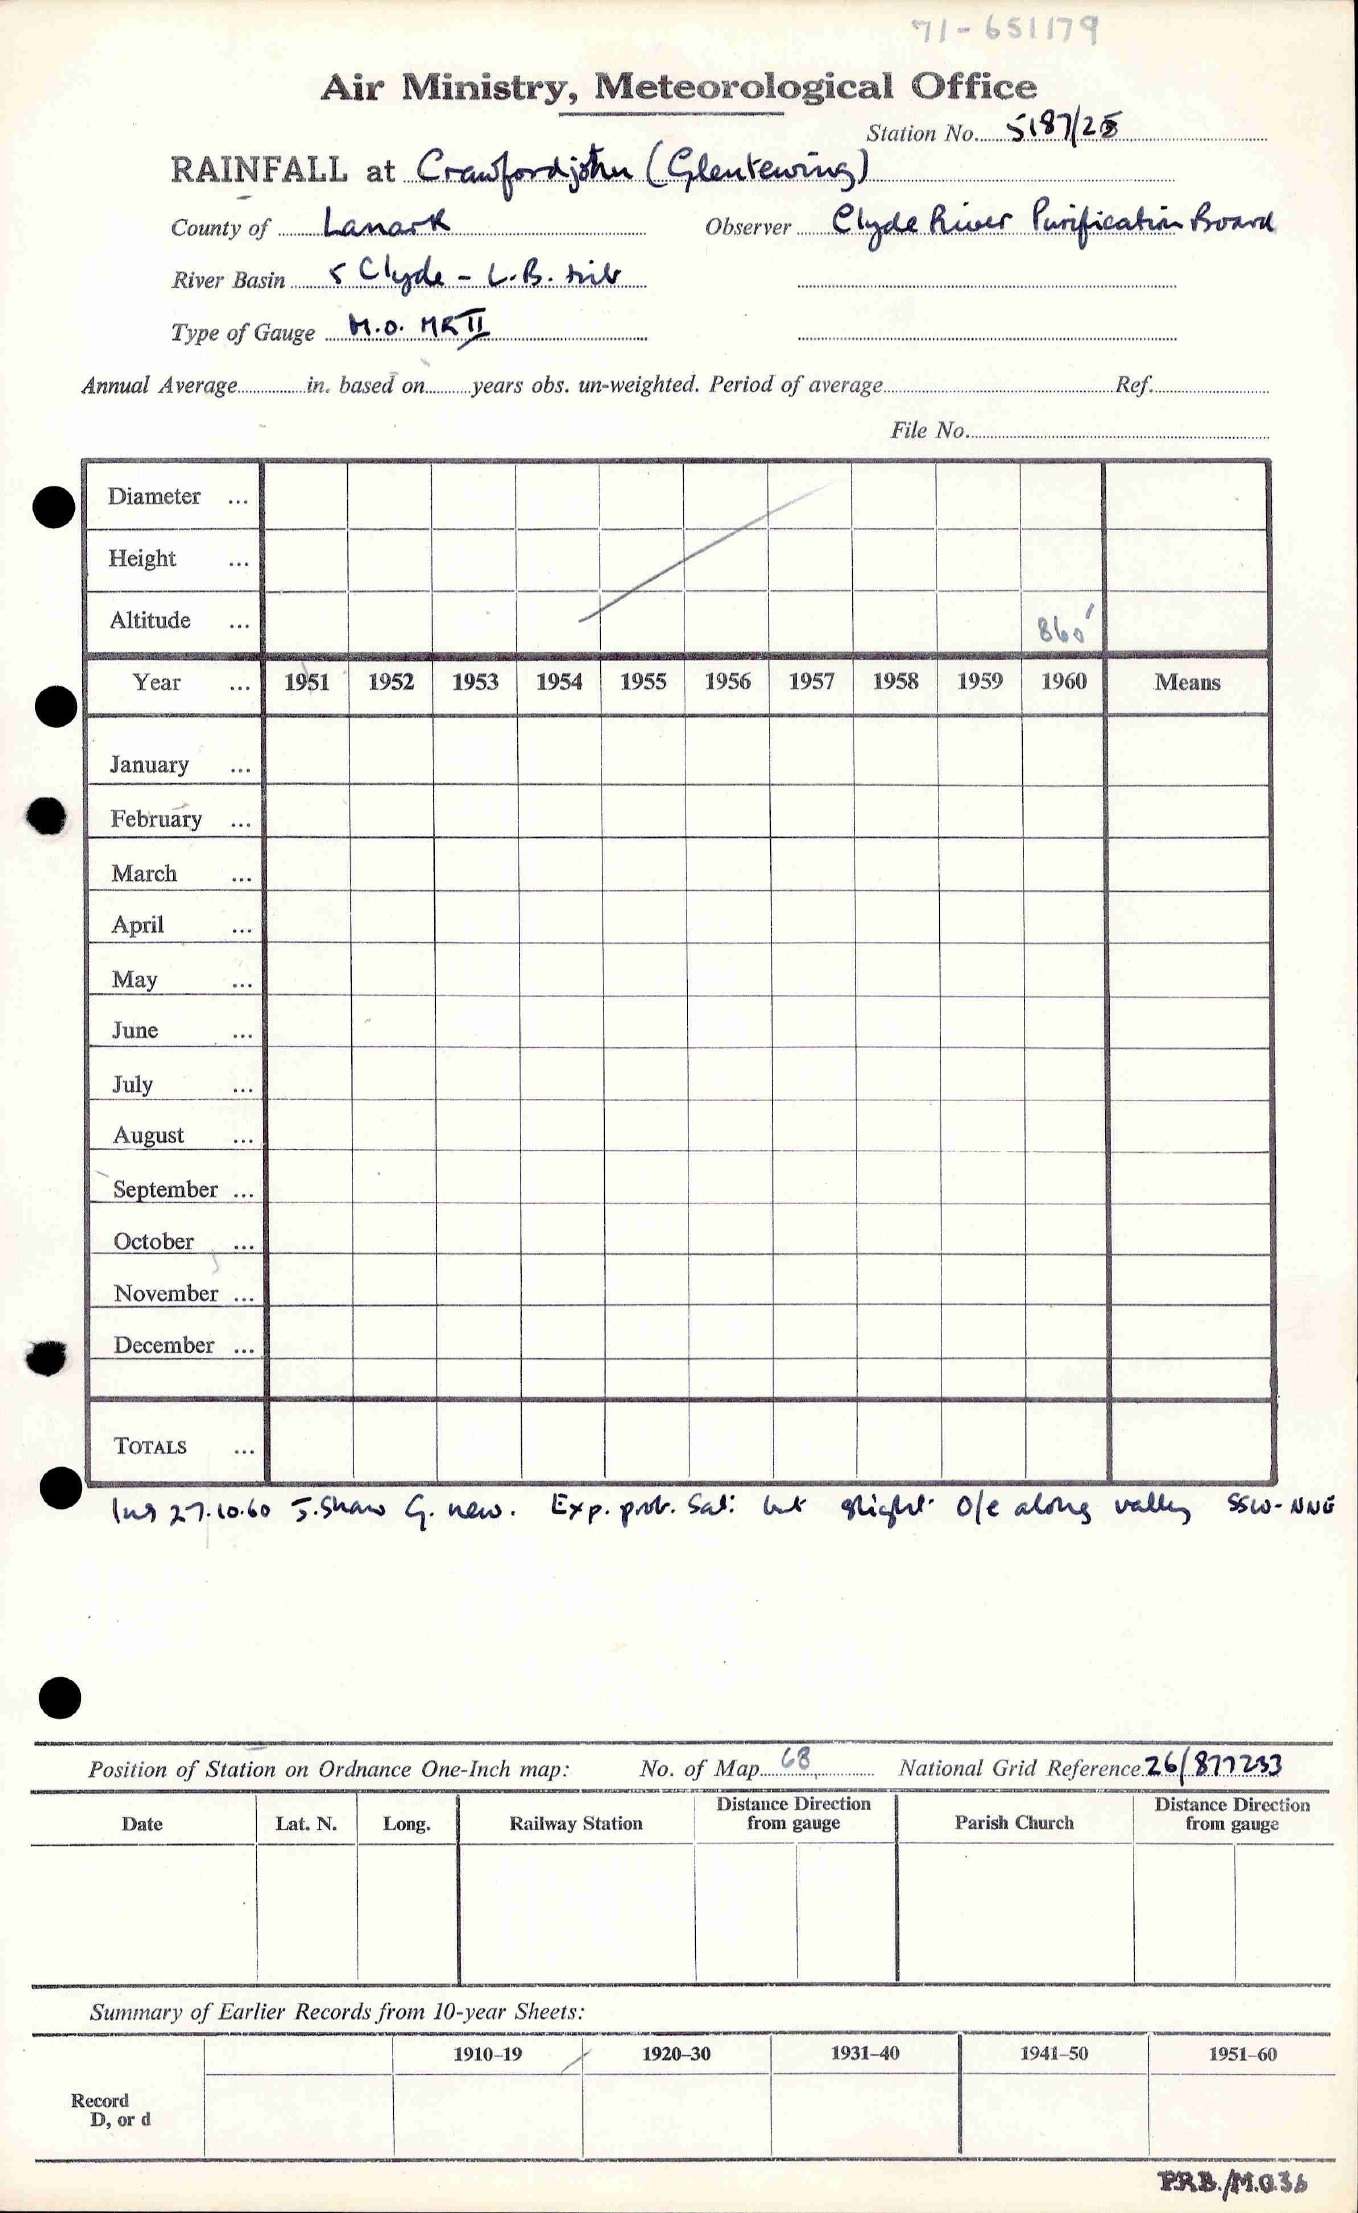 71-651179
Air Ministry, Meteorological Office
Station No. 5187/25
RAINFALL at Crawfordjohn (Glentewing)
County of Lanark Observer Clyde River Purification Board
River Basin 5 Clyde - L.B. trib
Type of Gauge M.O. MK II
Annual Average in. based on years obs. un-weighted. Period of average Ref.
File No.
Diameter ...
Height ...
Altitude ... 860'
Year ... 1951 1952 1953 1954 1955 1956 1957 1958 1959 1960 Means
January ...
February ...
March ...
April ...
May ...
June ...
July ...
August ...
September ...
October ...
November ...
December ...
TOTALS ...
Ins 27.10.60 J. Shaw G. new. Exp. prob. Sat: but slight O/e along valley SSW-NNE
Position of Station on Ordnance One-Inch map: No. of Map 68 National Grid Reference 26/877233
Date Lat. N. Long. Railway Station Distance Direction from gauge Parish Church Distance Direction from gauge
Summary of Earlier Records from 10-year Sheets:
1910-19 1920-30 1931-40 1941-50 1951-60
Record
D, or d